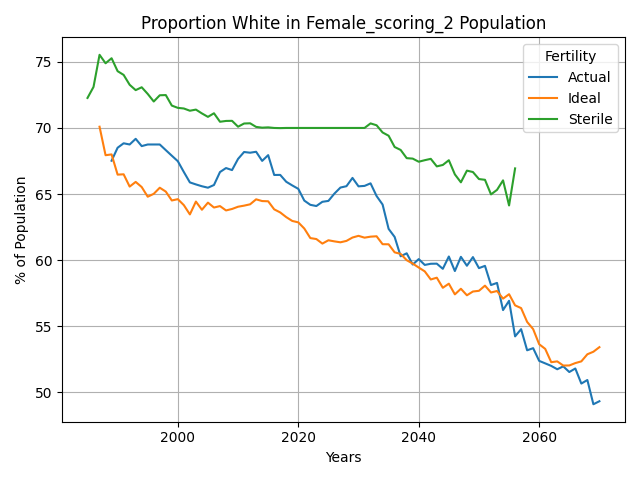 Proportion White in Female_scoring_2 Population
Fertility
Actual
Ideal
Sterile
% of Population
75
70
65
60
55
50
2000
2020
2040
2060
Years